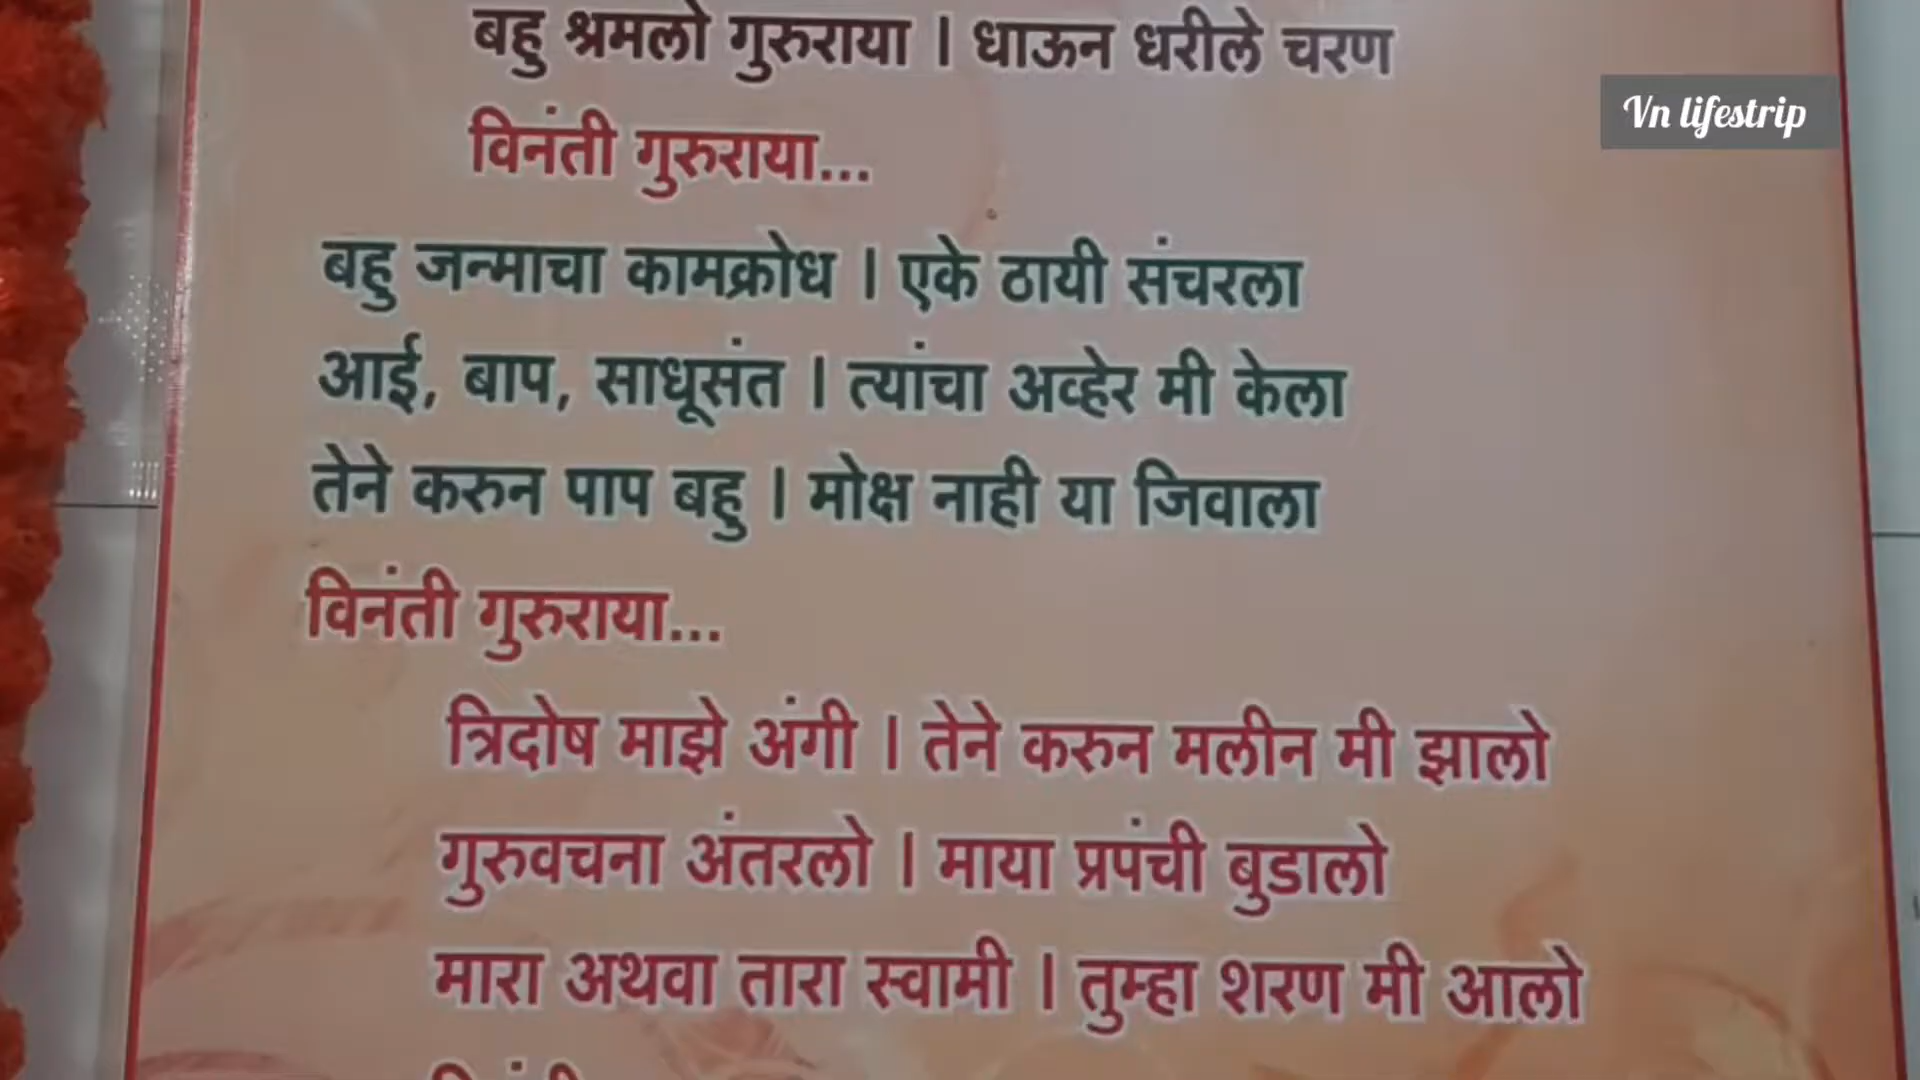 बहु श्रमलो गुरुराया । धाऊन धरीले चरण
Vn lifestrip
विनंती गुरुराया...
बहु जन्माचा कामक्रोध । एके ठायी संचरला
आई, बाप, साधूसंत । त्यांचा अव्हेर मी केला
तेने करुन पाप बहु । मोक्ष नाही या जिवाला
विनंती गुरुराया...
त्रिदोष माझे अंगी । तेने करुन मलीन मी झालो
गुरुवचना अंतरलो । माया प्रपंची बुडालो
मारा अथवा तारा स्वामी । तुम्हा शरण मी आलो